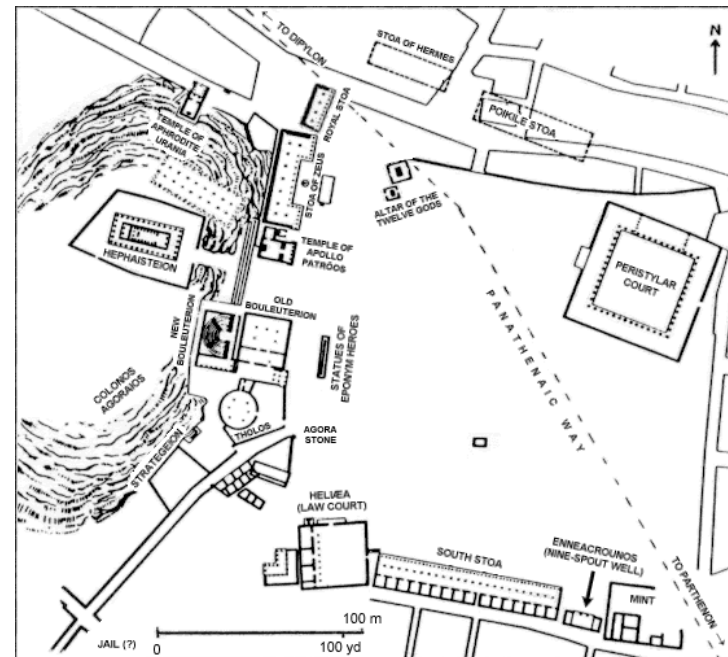 TO DIPYLON
STOA OF HERMES
N
POIKILE STOA
ROYAL STOA
TEMPLE OF
APHRODITE
URANIA
STOA OF ZEUS
ALTAR OF THE
TWELVE GODS
HEPHAISTEION
TEMPLE OF
APOLLO
PATRÔOS
PERISTYLAR
COURT
PANATHENAIC WAY
NEW
BOULEUTERION
OLD
BOULEUTERION
STATUES OF
EPONYM HEROES
COLONOS
AGORAIOS
STRATEGEION
THOLOS
AGORA
STONE
HELIÆA
(LAW COURT)
SOUTH STOA
ENNEACROUNOS
(NINE-SPOUT WELL)
MINT
TO PARTHENON
JAIL (?)
100 m
0
100 yd